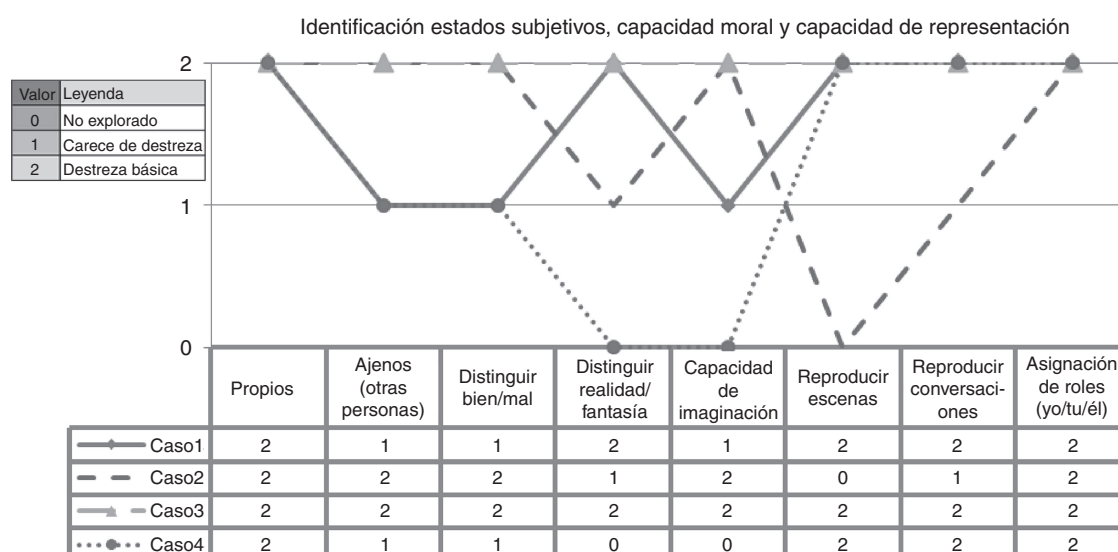 Identificación estados subjetivos, capacidad moral y capacidad de representación
Valor Leyenda
0 No explorado
1 Carece de destreza
2 Destreza básica
2
1
0
Propios
Ajenos
(otras
personas)
Distinguir
bien/mal
Distinguir
realidad/
fantasía
Capacidad
de
imaginación
Reproducir
escenas
Reproducir
conversaci-
ones
Asignación
de roles
(yo/tu/él)
Caso1 2 1 1 2 1 2 2 2
Caso2 2 2 2 1 2 0 1 2
Caso3 2 2 2 2 2 2 2 2
Caso4 2 1 1 0 0 2 2 2